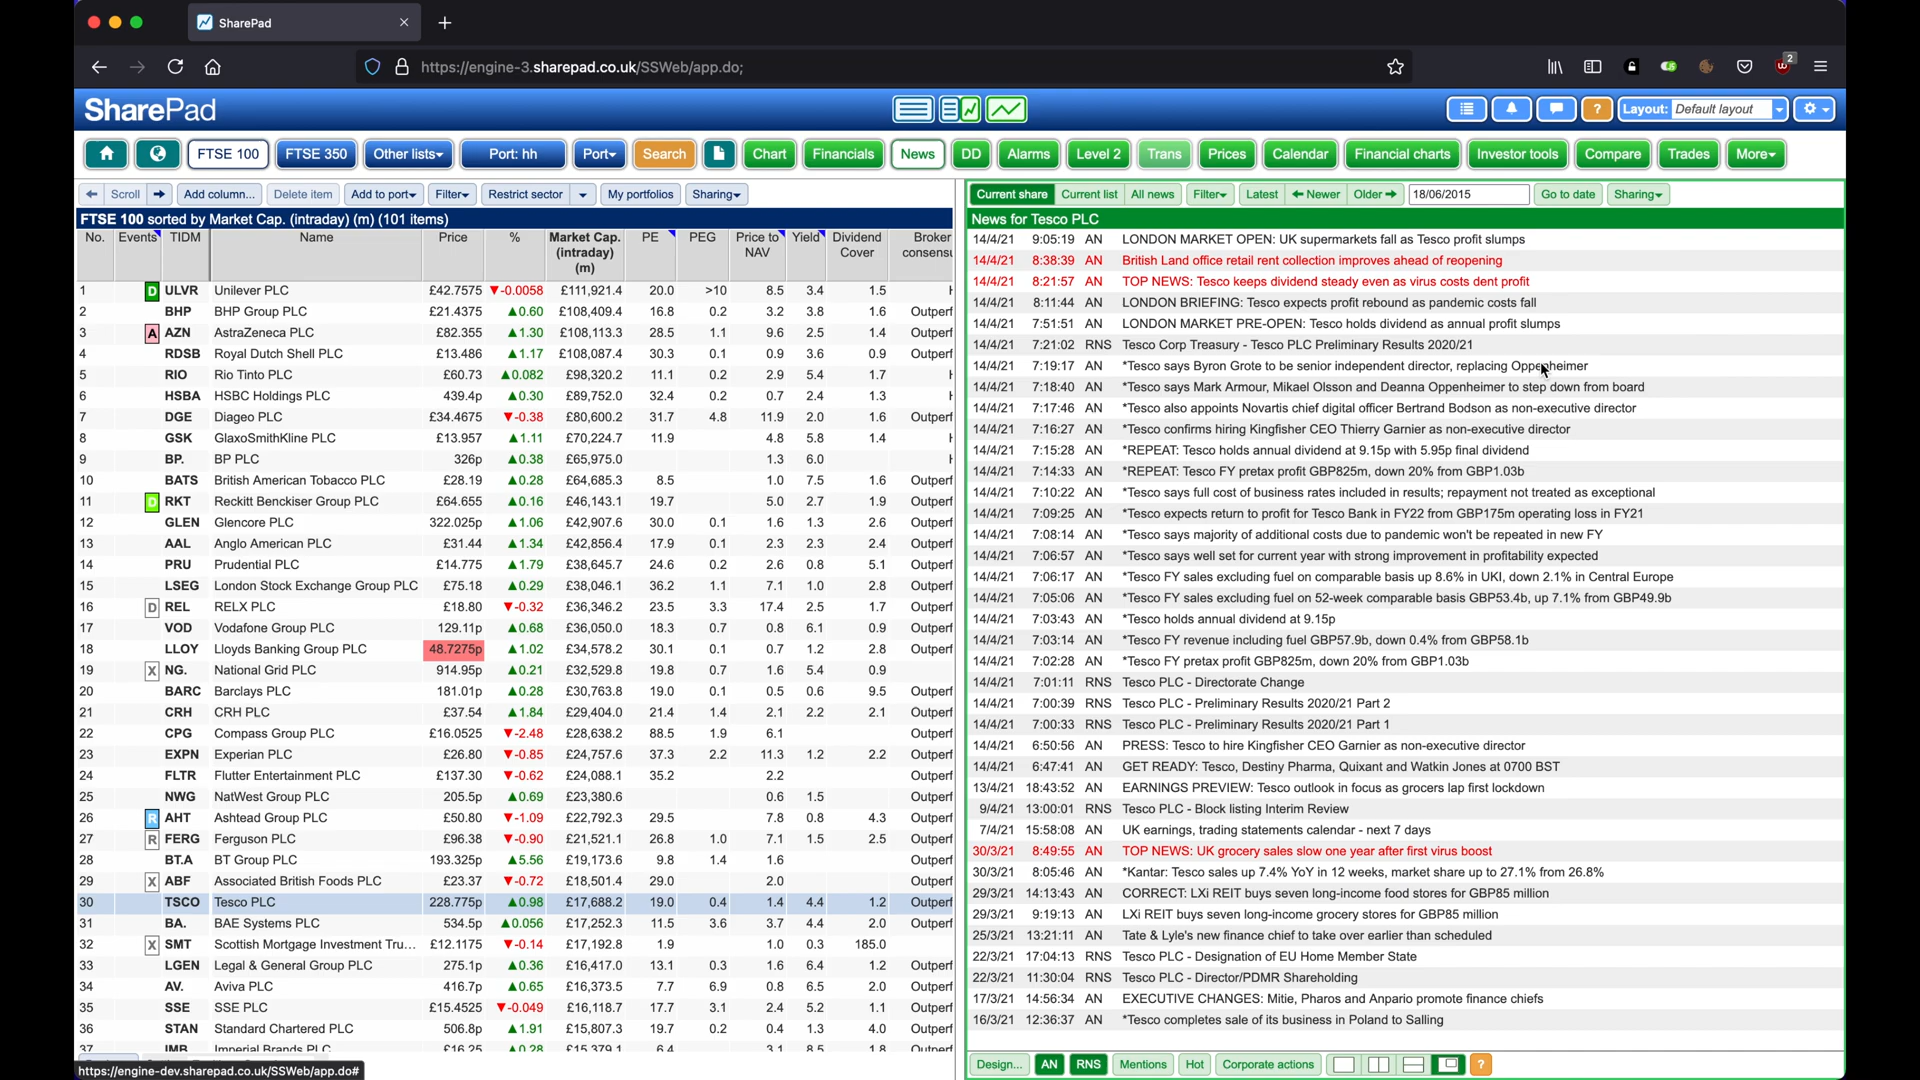 SharePad
https://engine-3.sharepad.co.uk/SSWeb/app.do;
2
SharePad
Layout: Default layout
FTSE 100 FTSE 350 Other lists Port: hh Port Search Chart Financials News DD Alarms Level 2 Trans Prices Calendar Financial charts Investor tools Compare Trades More
Scroll Add column... Delete item Add to port Filter Restrict sector My portfolios Sharing
FTSE 100 sorted by Market Cap. (intraday) (m) (101 items)
No. Events TIDM Name Price % Market Cap. (intraday) (m) PE PEG Price to NAV Yield Dividend Cover Broker consensu
1 D ULVR Unilever PLC £42.7575 ▼-0.0058 £111,921.4 20.0 >10 8.5 3.4 1.5
2 BHP BHP Group PLC £21.4375 ▲0.60 £108,409.4 16.8 0.2 3.2 3.8 1.6 Outperf
3 A AZN AstraZeneca PLC £82.355 ▲1.30 £108,113.3 28.5 1.1 9.6 2.5 1.4 Outperf
4 RDSB Royal Dutch Shell PLC £13.486 ▲1.17 £108,087.4 30.3 0.1 0.9 3.6 0.9 Outperf
5 RIO Rio Tinto PLC £60.73 ▲0.082 £98,320.2 11.1 0.2 2.9 5.4 1.7
6 HSBA HSBC Holdings PLC 439.4p ▲0.30 £89,752.0 32.4 0.2 0.7 2.4 1.3
7 DGE Diageo PLC £34.4675 ▼-0.38 £80,600.2 31.7 4.8 11.9 2.0 1.6 Outperf
8 GSK GlaxoSmithKline PLC £13.957 ▲1.11 £70,224.7 11.9 4.8 5.8 1.4
9 BP. BP PLC 326p ▲0.38 £65,975.0 1.3 6.0
10 BATS British American Tobacco PLC £28.19 ▲0.28 £64,685.3 8.5 1.0 7.5 1.6 Outperf
11 D RKT Reckitt Benckiser Group PLC £64.655 ▲0.16 £46,143.1 19.7 5.0 2.7 1.9 Outperf
12 GLEN Glencore PLC 322.025p ▲1.06 £42,907.6 30.0 0.1 1.6 1.3 2.6 Outperf
13 AAL Anglo American PLC £31.44 ▲1.34 £42,856.4 17.9 0.1 2.3 2.3 2.4 Outperf
14 PRU Prudential PLC £14.775 ▲1.79 £38,645.7 24.6 0.2 2.6 0.8 5.1 Outperf
15 LSEG London Stock Exchange Group PLC £75.18 ▲0.29 £38,046.1 36.2 1.1 7.1 1.0 2.8 Outperf
16 D REL RELX PLC £18.80 ▼-0.32 £36,346.2 23.5 3.3 17.4 2.5 1.7 Outperf
17 VOD Vodafone Group PLC 129.11p ▲0.68 £36,050.0 18.3 0.7 0.8 6.1 0.9 Outperf
18 LLOY Lloyds Banking Group PLC 48.7275p ▲1.02 £34,578.2 30.1 0.1 0.7 1.2 2.8 Outperf
19 X NG. National Grid PLC 914.95p ▲0.21 £32,529.8 19.8 0.7 1.6 5.4 0.9
20 BARC Barclays PLC 181.01p ▲0.28 £30,763.8 19.0 0.1 0.5 0.6 9.5 Outperf
21 CRH CRH PLC £37.54 ▲1.84 £29,404.0 21.4 1.4 2.1 2.2 2.1 Outperf
22 CPG Compass Group PLC £16.0525 ▼-2.48 £28,638.2 88.5 1.9 6.1 Outperf
23 EXPN Experian PLC £26.80 ▼-0.85 £24,757.6 37.3 2.2 11.3 1.2 2.2 Outperf
24 FLTR Flutter Entertainment PLC £137.30 ▼-0.62 £24,088.1 35.2 2.2 Outperf
25 NWG NatWest Group PLC 205.5p ▲0.69 £23,380.6 0.6 1.5 Outperf
26 R AHT Ashtead Group PLC £50.80 ▼-1.09 £22,792.3 29.5 7.8 0.8 4.3 Outperf
27 R FERG Ferguson PLC £96.38 ▼-0.90 £21,521.1 26.8 1.0 7.1 1.5 2.5 Outperf
28 BT.A BT Group PLC 193.325p ▲5.56 £19,173.6 9.8 1.4 1.6 Outperf
29 X ABF Associated British Foods PLC £23.37 ▼-0.72 £18,501.4 29.0 2.0 Outperf
30 TSCO Tesco PLC 228.775p ▲0.98 £17,688.2 19.0 0.4 1.4 4.4 1.2 Outperf
31 BA. BAE Systems PLC 534.5p ▲0.056 £17,252.3 11.5 3.6 3.7 4.4 2.0 Outperf
32 X SMT Scottish Mortgage Investment Tru... £12.1175 ▼-0.14 £17,192.8 1.9 1.0 0.3 185.0
33 LGEN Legal & General Group PLC 275.1p ▲0.36 £16,417.0 13.1 0.3 1.6 6.4 1.2 Outperf
34 AV. Aviva PLC 416.7p ▲0.65 £16,373.5 7.7 6.9 0.8 6.5 2.0 Outperf
35 SSE SSE PLC £15.4525 ▼-0.049 £16,118.7 17.7 3.1 2.4 5.2 1.1 Outperf
36 STAN Standard Chartered PLC 506.8p ▲1.91 £15,807.3 19.7 0.2 0.4 1.3 4.0 Outperf
37 IMB Imperial Brands PLC £16.25 ▲0.28 £15,379.1 6.4 3.1 8.5 1.8 Outperf
https://engine-dev.sharepad.co.uk/SSWeb/app.do#
Current share Current list All news Filter Latest Newer Older 18/06/2015 Go to date Sharing
News for Tesco PLC
14/4/21 9:05:19 AN LONDON MARKET OPEN: UK supermarkets fall as Tesco profit slumps
14/4/21 8:38:39 AN British Land office retail rent collection improves ahead of reopening
14/4/21 8:21:57 AN TOP NEWS: Tesco keeps dividend steady even as virus costs dent profit
14/4/21 8:11:44 AN LONDON BRIEFING: Tesco expects profit rebound as pandemic costs fall
14/4/21 7:51:51 AN LONDON MARKET PRE-OPEN: Tesco holds dividend as annual profit slumps
14/4/21 7:21:02 RNS Tesco Corp Treasury - Tesco PLC Preliminary Results 2020/21
14/4/21 7:19:17 AN *Tesco says Byron Grote to be senior independent director, replacing Oppenheimer
14/4/21 7:18:40 AN *Tesco says Mark Armour, Mikael Olsson and Deanna Oppenheimer to step down from board
14/4/21 7:17:46 AN *Tesco also appoints Novartis chief digital officer Bertrand Bodson as non-executive director
14/4/21 7:16:27 AN *Tesco confirms hiring Kingfisher CEO Thierry Garnier as non-executive director
14/4/21 7:15:28 AN *REPEAT: Tesco holds annual dividend at 9.15p with 5.95p final dividend
14/4/21 7:14:33 AN *REPEAT: Tesco FY pretax profit GBP825m, down 20% from GBP1.03b
14/4/21 7:10:22 AN *Tesco says full cost of business rates included in results; repayment not treated as exceptional
14/4/21 7:09:25 AN *Tesco expects return to profit for Tesco Bank in FY22 from GBP175m operating loss in FY21
14/4/21 7:08:14 AN *Tesco says majority of additional costs due to pandemic won't be repeated in new FY
14/4/21 7:06:57 AN *Tesco says well set for current year with strong improvement in profitability expected
14/4/21 7:06:17 AN *Tesco FY sales excluding fuel on comparable basis up 8.6% in UKI, down 2.1% in Central Europe
14/4/21 7:05:06 AN *Tesco FY sales excluding fuel on 52-week comparable basis GBP53.4b, up 7.1% from GBP49.9b
14/4/21 7:03:43 AN *Tesco holds annual dividend at 9.15p
14/4/21 7:03:14 AN *Tesco FY revenue including fuel GBP57.9b, down 0.4% from GBP58.1b
14/4/21 7:02:28 AN *Tesco FY pretax profit GBP825m, down 20% from GBP1.03b
14/4/21 7:01:11 RNS Tesco PLC - Directorate Change
14/4/21 7:00:39 RNS Tesco PLC - Preliminary Results 2020/21 Part 2
14/4/21 7:00:33 RNS Tesco PLC - Preliminary Results 2020/21 Part 1
14/4/21 6:50:56 AN PRESS: Tesco to hire Kingfisher CEO Garnier as non-executive director
14/4/21 6:47:41 AN GET READY: Tesco, Destiny Pharma, Quixant and Watkin Jones at 0700 BST
13/4/21 18:43:52 AN EARNINGS PREVIEW: Tesco outlook in focus as grocers lap first lockdown
9/4/21 13:00:01 RNS Tesco PLC - Block listing Interim Review
7/4/21 15:58:08 AN UK earnings, trading statements calendar - next 7 days
30/3/21 8:49:55 AN TOP NEWS: UK grocery sales slow one year after first virus boost
30/3/21 8:05:46 AN *Kantar: Tesco sales up 7.4% YoY in 12 weeks, market share up to 27.1% from 26.8%
29/3/21 14:13:43 AN CORRECT: LXi REIT buys seven long-income food stores for GBP85 million
29/3/21 9:19:13 AN LXi REIT buys seven long-income grocery stores for GBP85 million
25/3/21 13:21:11 AN Tate & Lyle's new finance chief to take over earlier than scheduled
22/3/21 17:04:13 RNS Tesco PLC - Designation of EU Home Member State
22/3/21 11:30:04 RNS Tesco PLC - Director/PDMR Shareholding
17/3/21 14:56:34 AN EXECUTIVE CHANGES: Mitie, Pharos and Anpario promote finance chiefs
16/3/21 12:36:37 AN *Tesco completes sale of its business in Poland to Salling
Design... AN RNS Mentions Hot Corporate actions ?